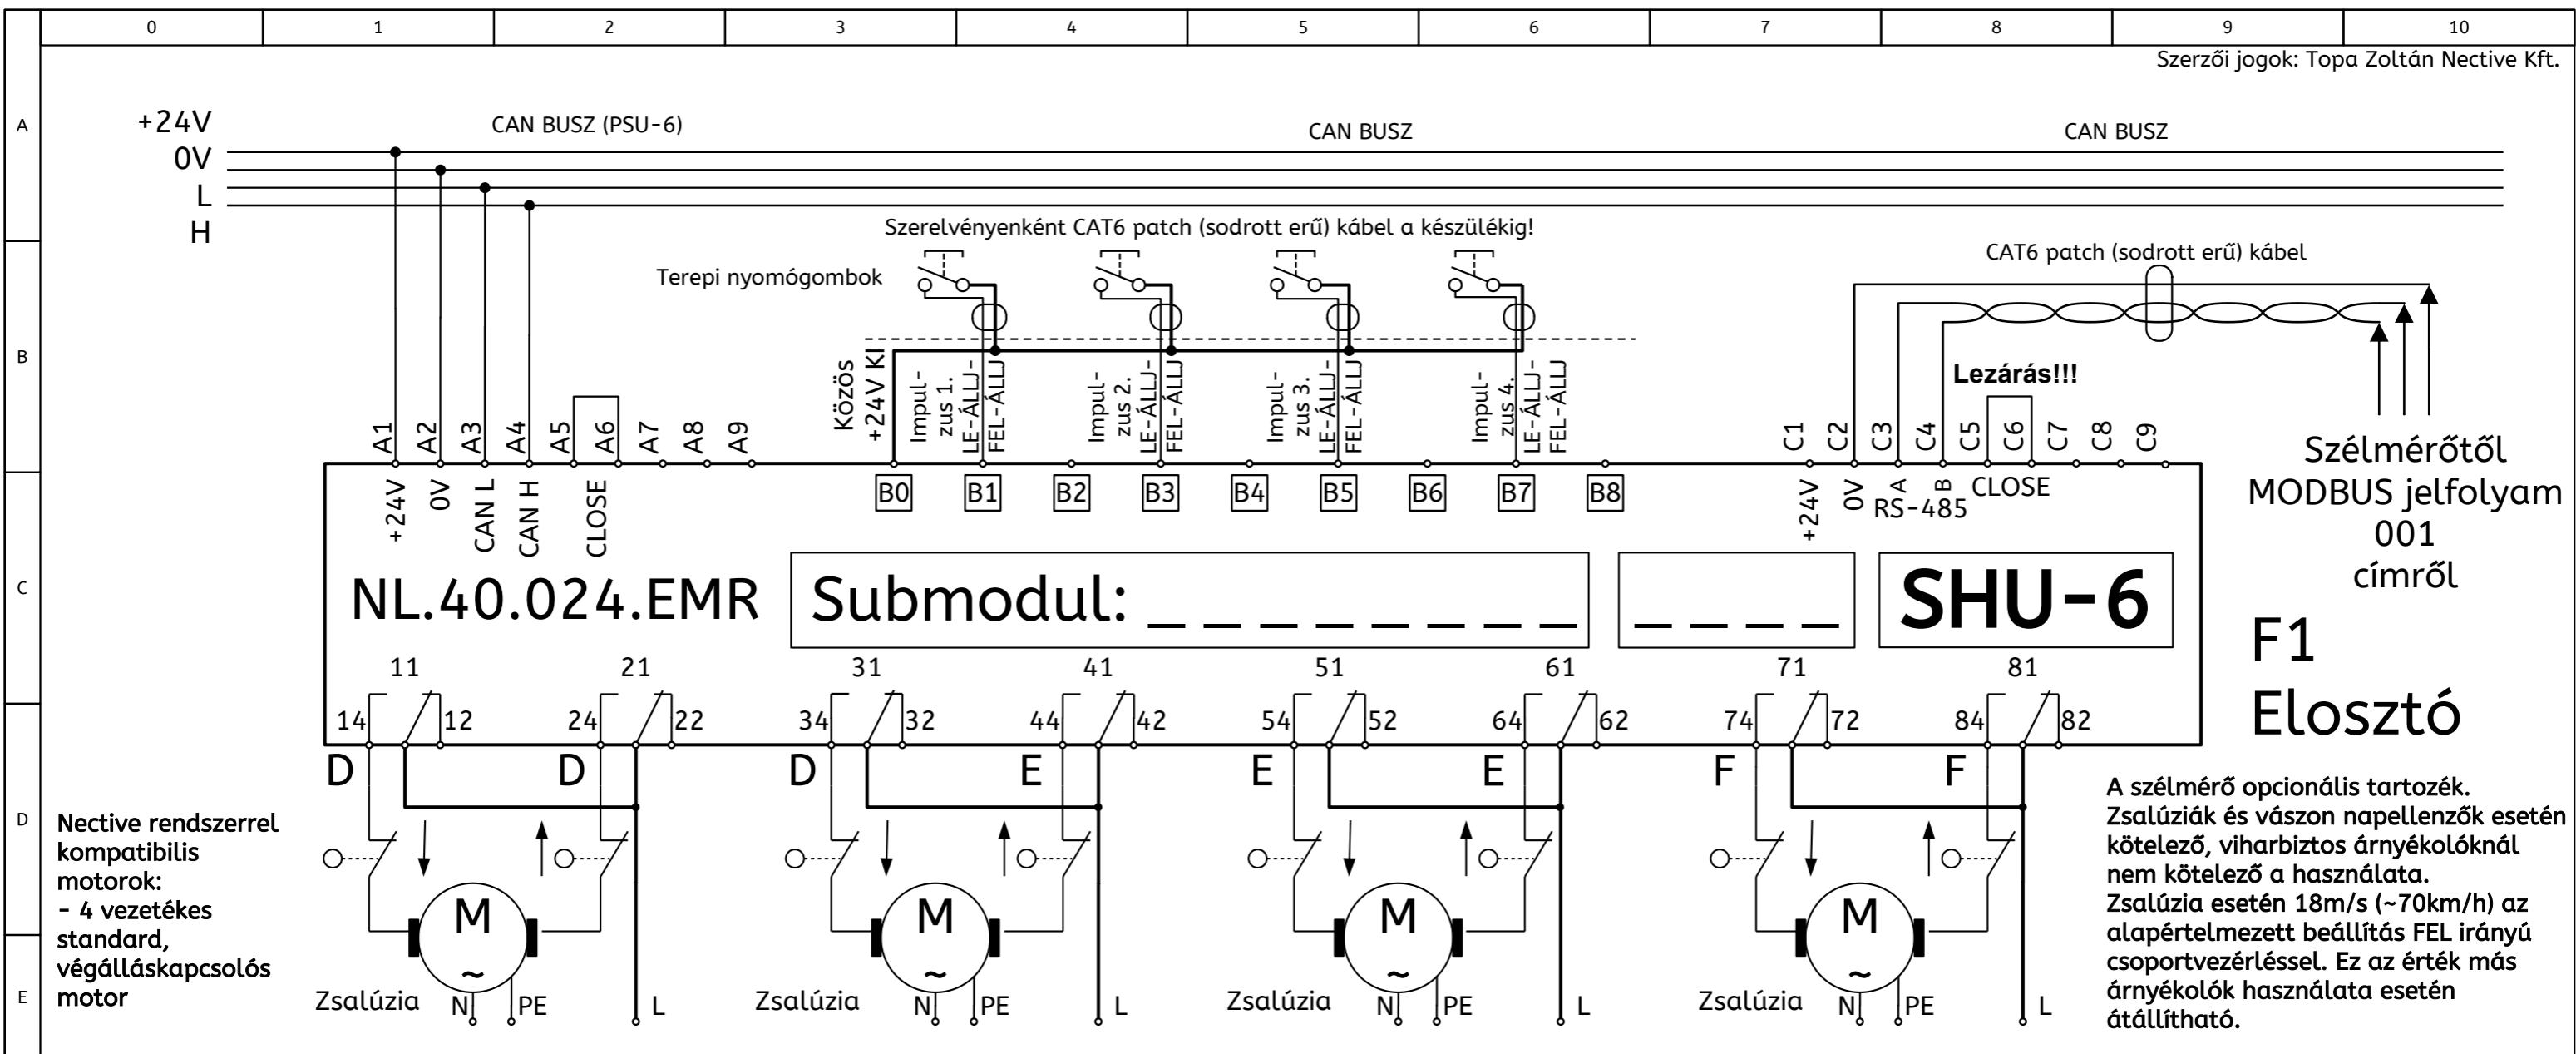 0 1 2 3 4 5 6 7 8 9 10
Szerzői jogok: Topa Zoltán Nective Kft.
A
B
C
D
E
+24V
0V
L
H
CAN BUSZ (PSU-6)
CAN BUSZ
CAN BUSZ
Szerelvényenként CAT6 patch (sodrott erű) kábel a készülékig!
Terepi nyomógombok
CAT6 patch (sodrott erű) kábel
Közös
+24V KI
Impul-
zus 1.
LE-ÁLLJ-
FEL-ÁLLJ
Impul-
zus 2.
LE-ÁLLJ-
FEL-ÁLLJ
Impul-
zus 3.
LE-ÁLLJ-
FEL-ÁLLJ
Impul-
zus 4.
LE-ÁLLJ-
FEL-ÁLLJ
Lezárás!!!
A1 A2 A3 A4 A5 A6 A7 A8 A9
C1 C2 C3 C4 C5 C6 C7 C8 C9
+24V 0V CAN L CAN H CLOSE
B0 B1 B2 B3 B4 B5 B6 B7 B8
+24V 0V A B CLOSE
RS-485
Szélmérőtől
MODBUS jelfolyam
001
címről
NL.40.024.EMR
Submodul: _ _ _ _ _ _ _ _
_ _ _ _
SHU-6
F1
Elosztó
11 21 31 41 51 61 71 81
14 12 24 22 34 32 44 42 54 52 64 62 74 72 84 82
D D D E E E F F
Nective rendszerrel
kompatibilis
motorok:
- 4 vezetékes
standard,
végálláskapcsolós
motor
M
~
Zsalúzia N PE L
M
~
Zsalúzia N PE L
M
~
Zsalúzia N PE L
M
~
Zsalúzia N PE L
A szélmérő opcionális tartozék.
Zsalúziák és vászon napellenzők esetén
kötelező, viharbiztos árnyékolóknál
nem kötelező a használata.
Zsalúzia esetén 18m/s (~70km/h) az
alapértelmezett beállítás FEL irányú
csoportvezérléssel. Ez az érték más
árnyékolók használata esetén
átállítható.